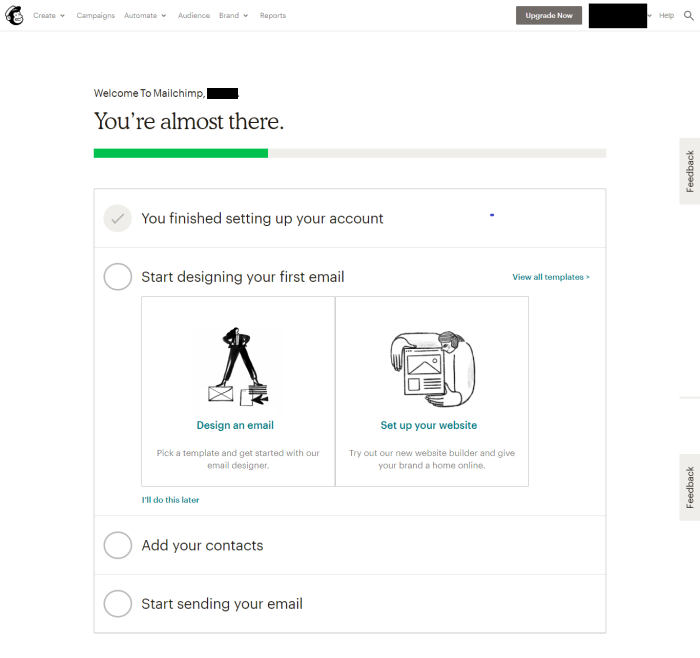 Create Campaigns Automate Audience Brand Reports Upgrade Now Help
Welcome To Mailchimp,
You’re almost there.
Feedback
You finished setting up your account
Start designing your first email
View all templates >
Design an email
Pick a template and get started with our
email designer.
Set up your website
Try out our new website builder and give
your brand a home online.
I'll do this later
Feedback
Add your contacts
Start sending your email